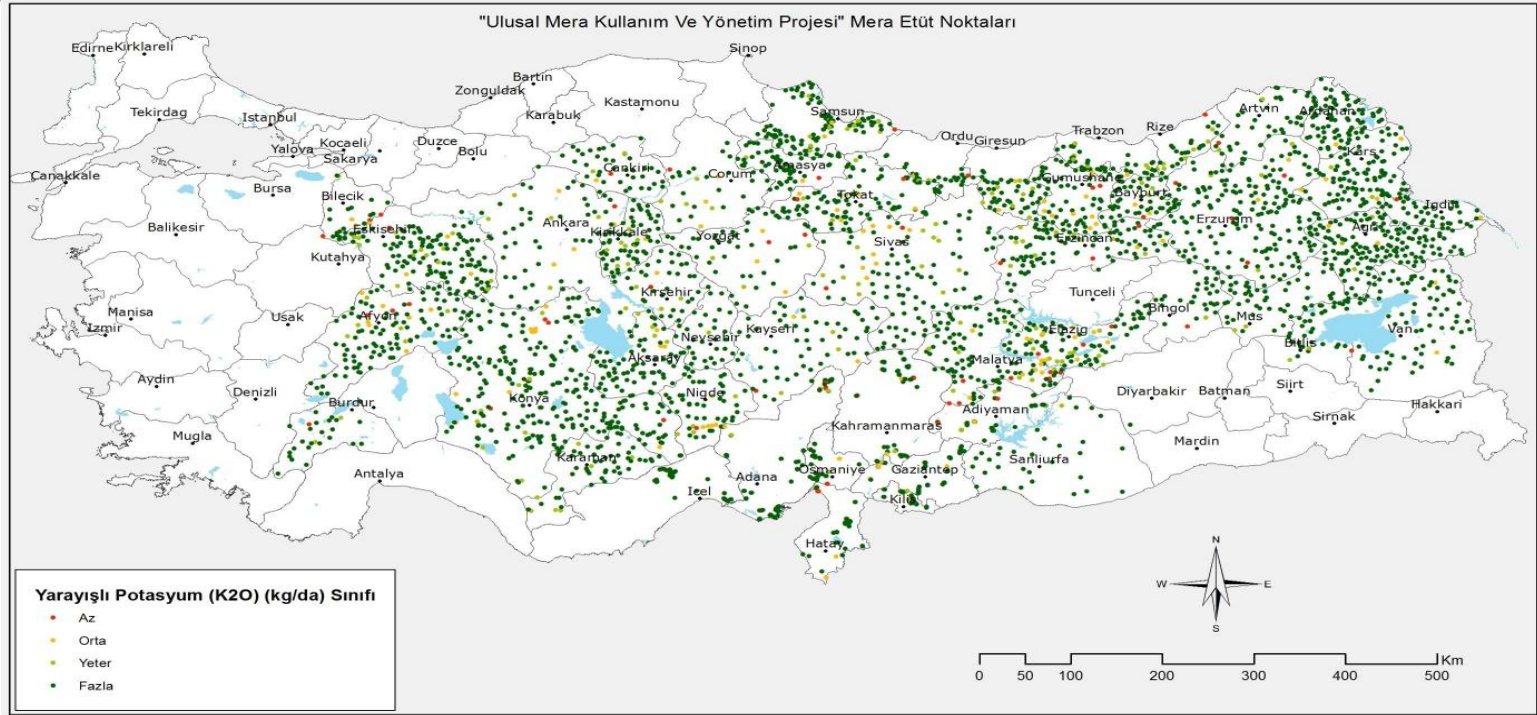 "Ulusal Mera Kullanım Ve Yönetim Projesi" Mera Etüt Noktaları
Sinop
Edirne
Kirklareli
Bartin
Zonguldak
Kastamonu
Tekirdag
Istanbul
Karabuk
Samsun
Artvin
Ardahan
Duzce
Kocaeli
Yalova
Sakarya
Bolu
Ordu
Giresun
Trabzon
Rize
Kars
Canakkale
Bursa
Bilecik
Cankiri
Corum
Amasya
Gumushane
Bayburt
Tokat
Igdir
Balikesir
Eskisehir
Ankara
Kirikkale
Yozgat
Sivas
Erzincan
Erzurum
Agri
Kutahya
Kirsehir
Tunceli
Bingol
Mus
Manisa
Izmir
Usak
Afyon
Nevsehir
Kayseri
Elazig
Van
Bitlis
Aksaray
Malatya
Aydin
Denizli
Burdur
Konya
Nigde
Adiyaman
Diyarbakir
Batman
Siirt
Sirnak
Hakkari
Mugla
Kahramanmaras
Mardin
Karaman
Antalya
Icel
Adana
Osmaniye
Gaziantep
Sanliurfa
Kilis
Hatay
N
W
E
S
Yarayışlı Potasyum (K2O) (kg/da) Sınıfı
Az
Orta
Yeter
Fazla
Km
0 50 100 200 300 400 500